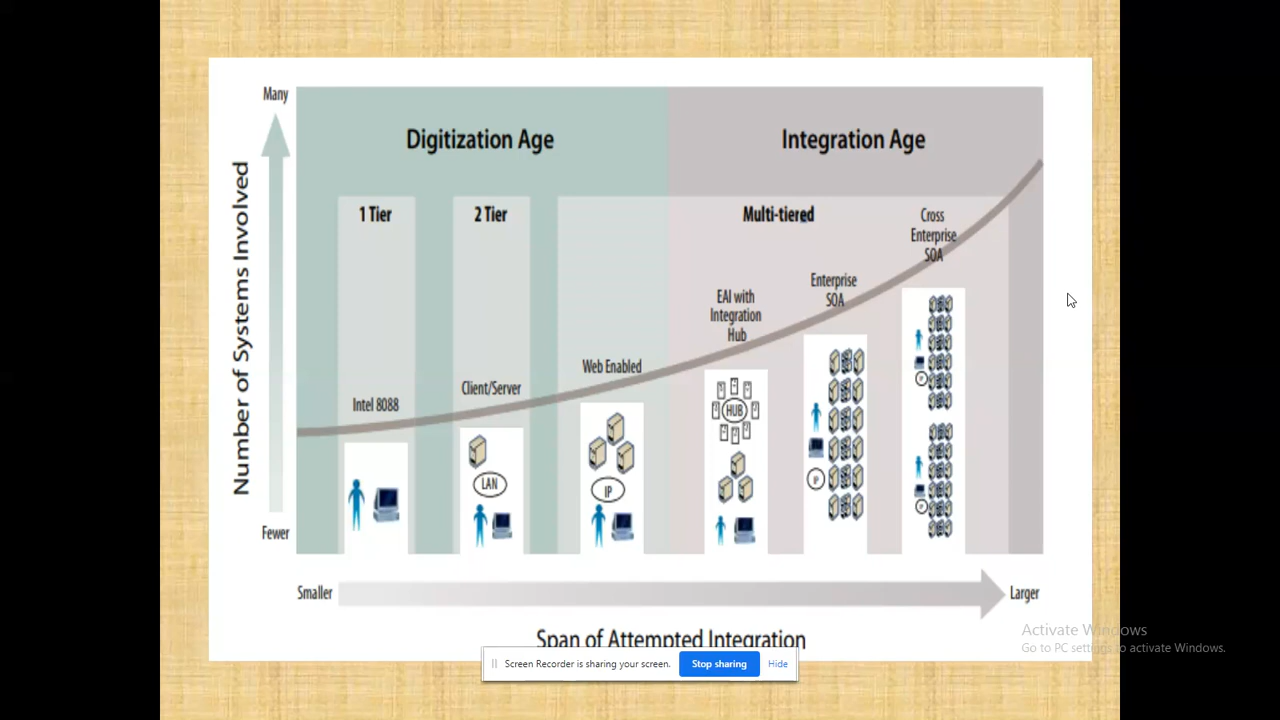 Many
Digitization Age
Integration Age
Number of Systems Involved
1 Tier
2 Tier
Multi-tiered
Cross
Enterprise
SOA
Enterprise
SOA
EAI with
Integration
Hub
Web Enabled
Client/Server
Intel 8088
HUB
LAN
IP
IP
IP
IP
Fewer
Smaller
Larger
Span of Attempted Integration
Activate Windows
Go to PC settings to activate Windows.
Screen Recorder is sharing your screen.
Stop sharing
Hide